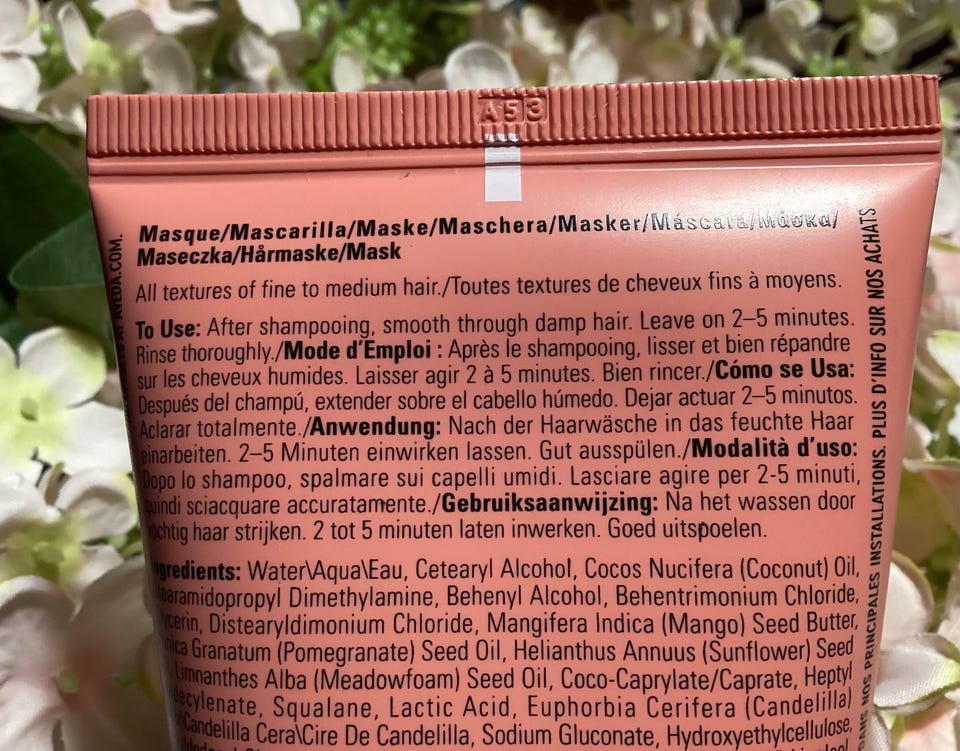 A53
Masque/Mascarilla/Maske/Maschera/Masker/Máscara/Μάσκα/
Maseczka/Hårmaske/Mask
All textures of fine to medium hair./Toutes textures de cheveux fins à moyens.
To Use: After shampooing, smooth through damp hair. Leave on 2–5 minutes.
Rinse thoroughly./Mode d'Emploi : Après le shampooing, lisser et bien répandre
sur les cheveux humides. Laisser agir 2 à 5 minutes. Bien rincer./Cómo se Usa:
Después del champú, extender sobre el cabello húmedo. Dejar actuar 2–5 minutos.
Aclarar totalmente./Anwendung: Nach der Haarwäsche in das feuchte Haar
einarbeiten. 2–5 Minuten einwirken lassen. Gut ausspülen./Modalità d'uso:
Dopo lo shampoo, spalmare sui capelli umidi. Lasciare agire per 2-5 minuti,
quindi sciacquare accuratamente./Gebruiksaanwijzing: Na het wassen door
vochtig haar strijken. 2 tot 5 minuten laten inwerken. Goed uitspoelen.
Ingredients: Water\Aqua\Eau, Cetearyl Alcohol, Cocos Nucifera (Coconut) Oil,
Dimethylamine, Behenyl Alcohol, Behentrimonium Chloride,
Distearyldimonium Chloride, Mangifera Indica (Mango) Seed Butter,
Granatum (Pomegranate) Seed Oil, Helianthus Annuus (Sunflower) Seed
Limnanthes Alba (Meadowfoam) Seed Oil, Coco-Caprylate/Caprate, Heptyl
Squalane, Lactic Acid, Euphorbia Cerifera (Candelilla)
Candelilla Cera\Cire De Candelilla, Sodium Gluconate, Hydroxyethylcellulose,
AT AVEDA.COM.
DANS NOS PRINCIPALES INSTALLATIONS. PLUS D'INFO SUR NOS ACHATS